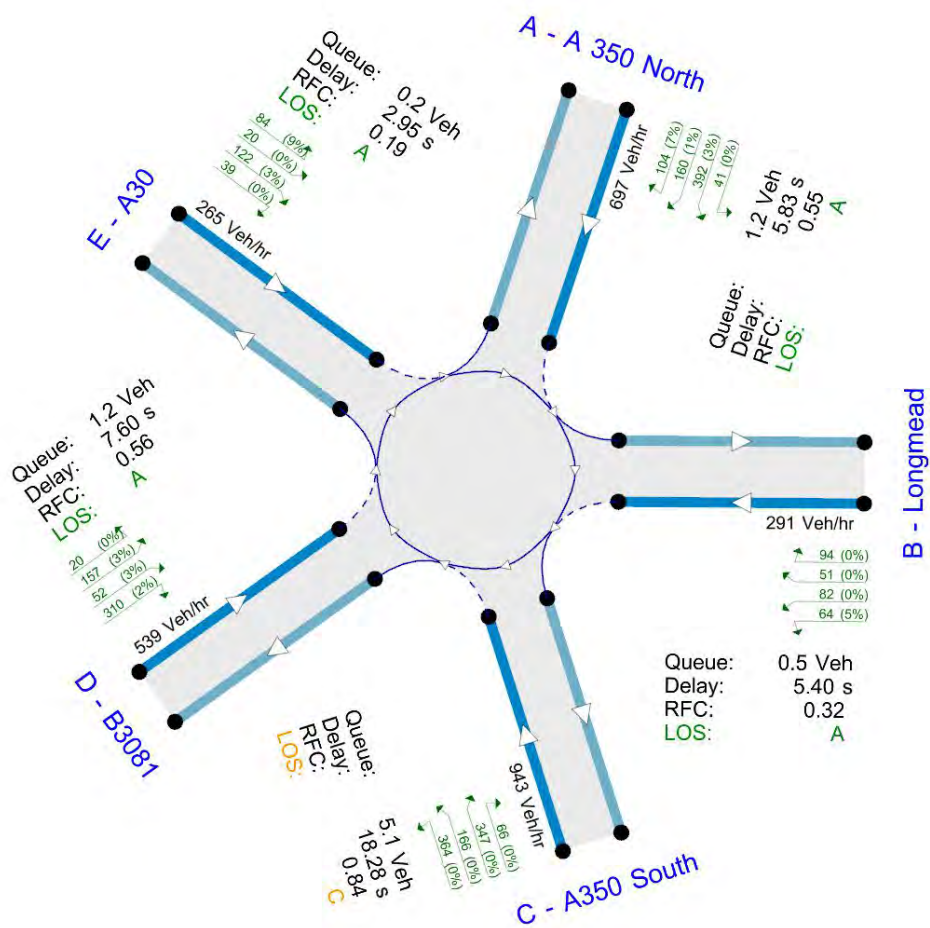 A - A 350 North
697 Veh/hr
104 (7%)
160 (1%)
392 (3%)
41 (0%)
Queue: 1.2 Veh
Delay: 5.83 s
RFC: 0.55
LOS: A
B - Longmead
291 Veh/hr
94 (0%)
51 (0%)
82 (0%)
64 (5%)
Queue: 0.5 Veh
Delay: 5.40 s
RFC: 0.32
LOS: A
C - A350 South
943 Veh/hr
66 (0%)
347 (0%)
166 (0%)
364 (0%)
Queue: 5.1 Veh
Delay: 18.28 s
RFC: 0.84
LOS: C
D - B3081
539 Veh/hr
20 (0%)
157 (3%)
52 (3%)
310 (2%)
Queue: 1.2 Veh
Delay: 7.60 s
RFC: 0.56
LOS: A
E - A30
265 Veh/hr
84 (9%)
20 (0%)
122 (3%)
39 (0%)
Queue: 0.2 Veh
Delay: 2.95 s
RFC: 0.19
LOS: A